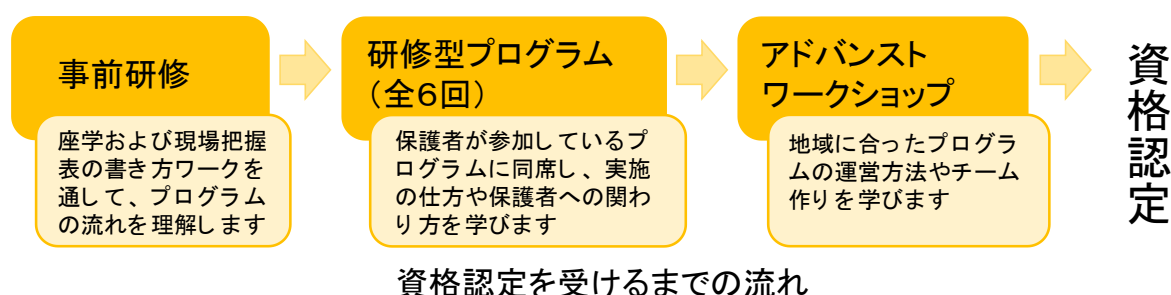 事前研修
座学および現場把握
表の書き方ワークを
通して、プログラム
の流れを理解します
研修型プログラム
（全６回）
保護者が参加しているプ
ログラムに同席し、実施
の仕方や保護者への関わ
り方を学びます
アドバンスト
ワークショップ
地域に合ったプログラ
ムの運営方法やチーム
作りを学びます
資格認定
資格認定を受けるまでの流れ